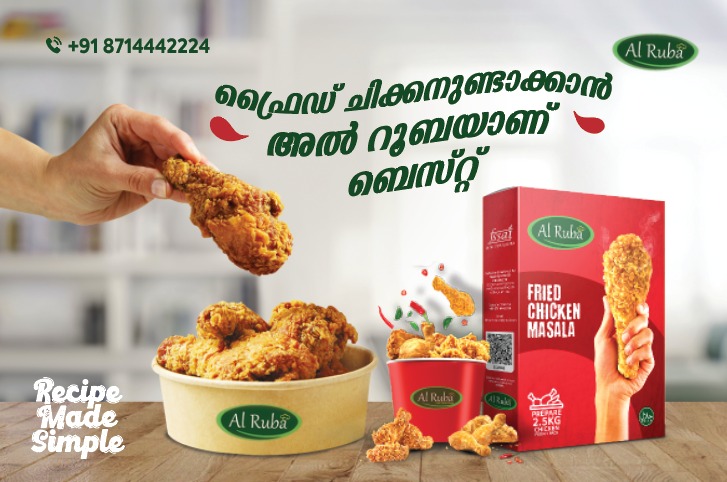 +91 8714442224
Al Ruba
ഫ്രൈഡ് ചിക്കനുണ്ടാക്കാൻ
അൽ റൂബയാണ്
ബെസ്റ്റ്
Al Ruba
FRIED
CHICKEN
MASALA
PREPARE
2.5KG
CHICKEN
Al Ruba
Al Ruba
Recipe
Made
Simple